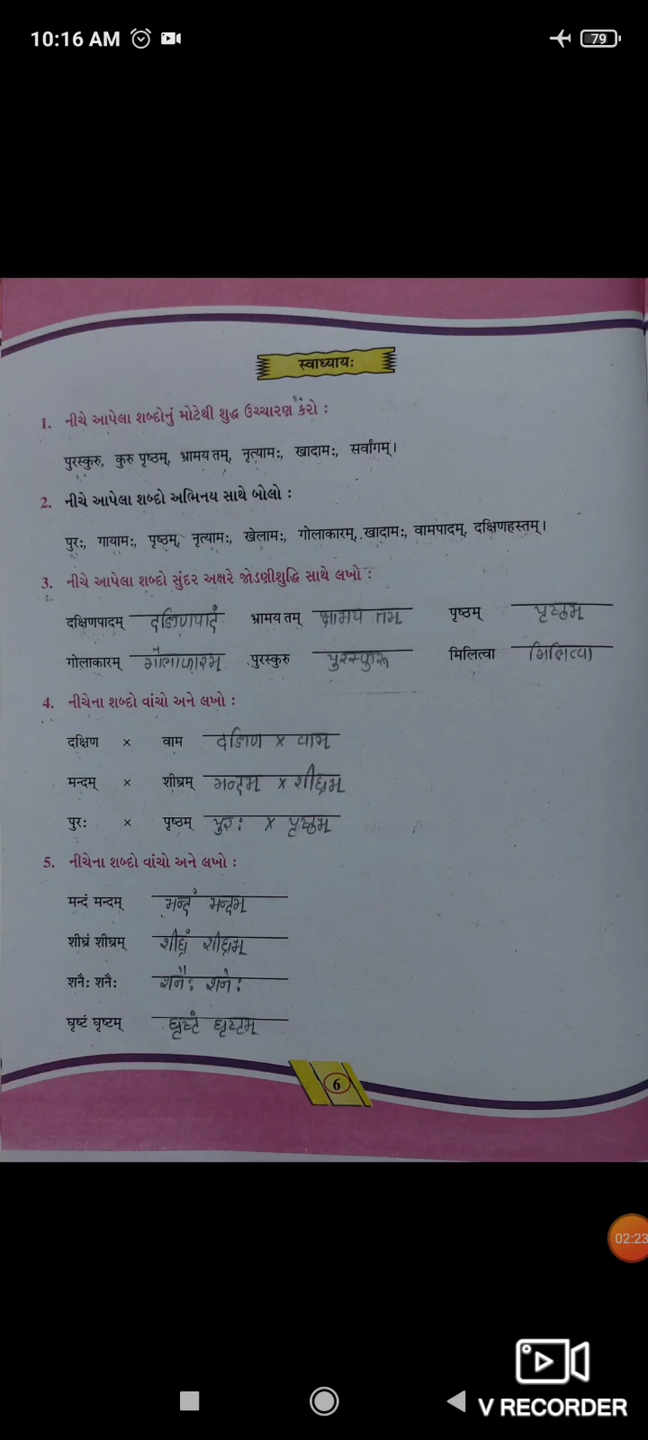 10:16 AM 79
स्वाध्यायः
1. નીચે આપેલા શબ્દોનું મોટેથી શુદ્ધ ઉચ્ચારણ કરો :
पुरस्कुरु, कुरु पृष्ठम्, भ्रामय तम्, नृत्यामः, खादामः, सर्वांगम्।
2. નીચે આપેલા શબ્દો અભિનય સાથે બોલો :
पुरः, गायामः, पृष्ठम्, नृत्यामः, खेलामः, गोलाकारम्, खादामः, वामपादम्, दक्षिणहस्तम्।
3. નીચે આપેલા શબ્દો સુંદર અક્ષરે જોડણીશુદ્ધિ સાથે લખો :
दक्षिणपादम् दक्षिणपादं भ्रामय तम् भ्रामय तम् पृष्ठम् पृष्ठम्
गोलाकारम् गोलाकारम् पुरस्कुरु पुरस्कुरू मिलित्वा मिलित्वा
4. નીચેના શબ્દો વાંચો અને લખો :
दक्षिण × वाम दक्षिण × वाम्
मन्दम् × शीघ्रम् मन्दम् × शीघ्रम्
पुरः × पृष्ठम् पुरः × पृष्ठम्
5. નીચેના શબ્દો વાંચો અને લખો :
मन्दं मन्दम् मन्दं मन्दम्
शीघ्रं शीघ्रम् शीघ्रं शीघ्रम्
शनैः शनैः शनैः शनेः
घृष्टं घृष्टम् घृष्टं घृष्टम्
6
02:23
V RECORDER